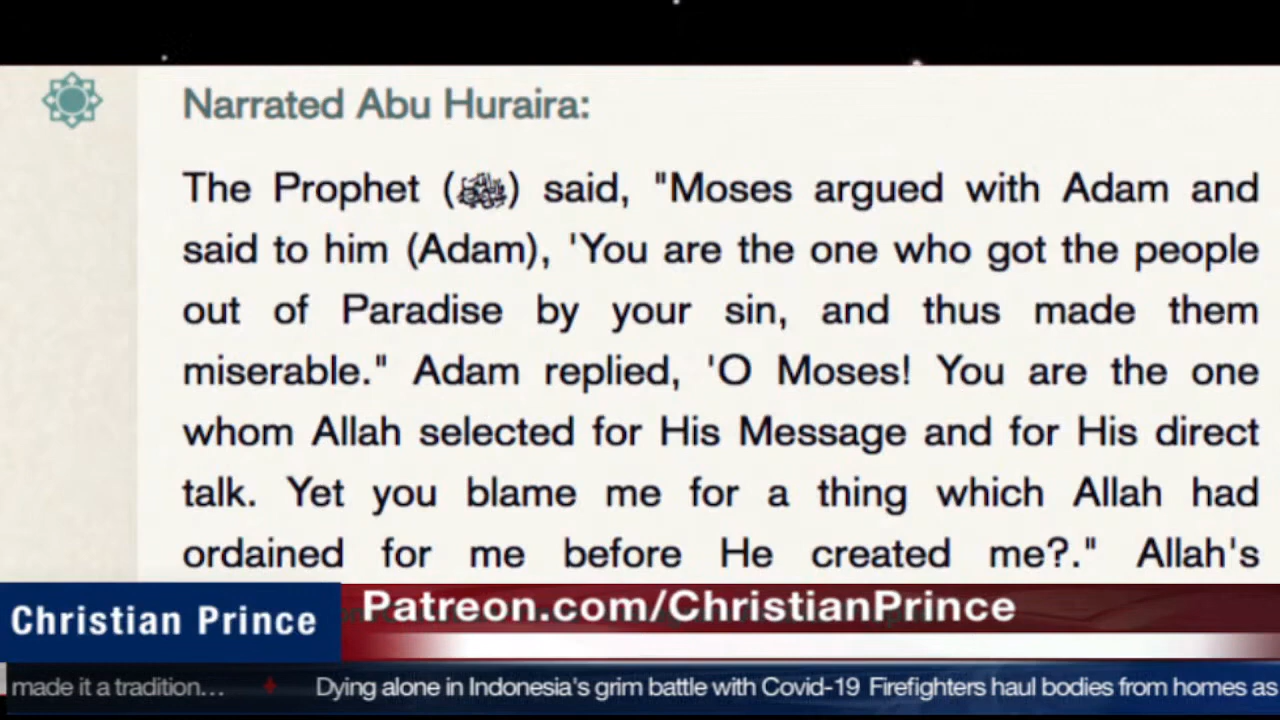 Narrated Abu Huraira:
The Prophet (ﷺ) said, "Moses argued with Adam and
said to him (Adam), 'You are the one who got the people
out of Paradise by your sin, and thus made them
miserable." Adam replied, 'O Moses! You are the one
whom Allah selected for His Message and for His direct
talk. Yet you blame me for a thing which Allah had
ordained for me before He created me?." Allah's
Christian Prince
Patreon.com/ChristianPrince
made it a tradition... Dying alone in Indonesia's grim battle with Covid-19 Firefighters haul bodies from homes as